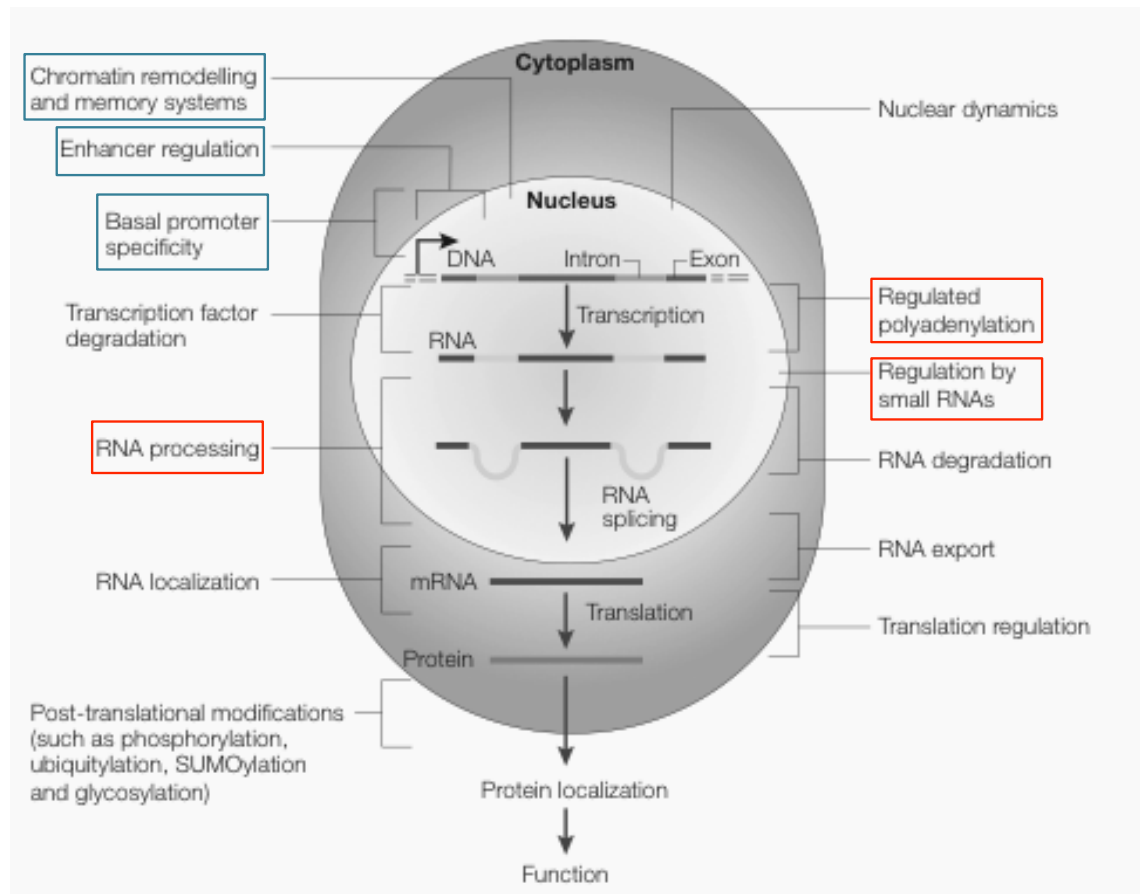 Cytoplasm
Chromatin remodelling
and memory systems
Nuclear dynamics
Enhancer regulation
Nucleus
Basal promoter
specificity
DNA
Intron
Exon
Transcription factor
degradation
Transcription
Regulated
polyadenylation
RNA
Regulation by
small RNAs
RNA processing
RNA degradation
RNA
splicing
RNA export
RNA localization
mRNA
Translation
Translation regulation
Protein
Post-translational modifications
(such as phosphorylation,
ubiquitylation, SUMOylation
and glycosylation)
Protein localization
Function